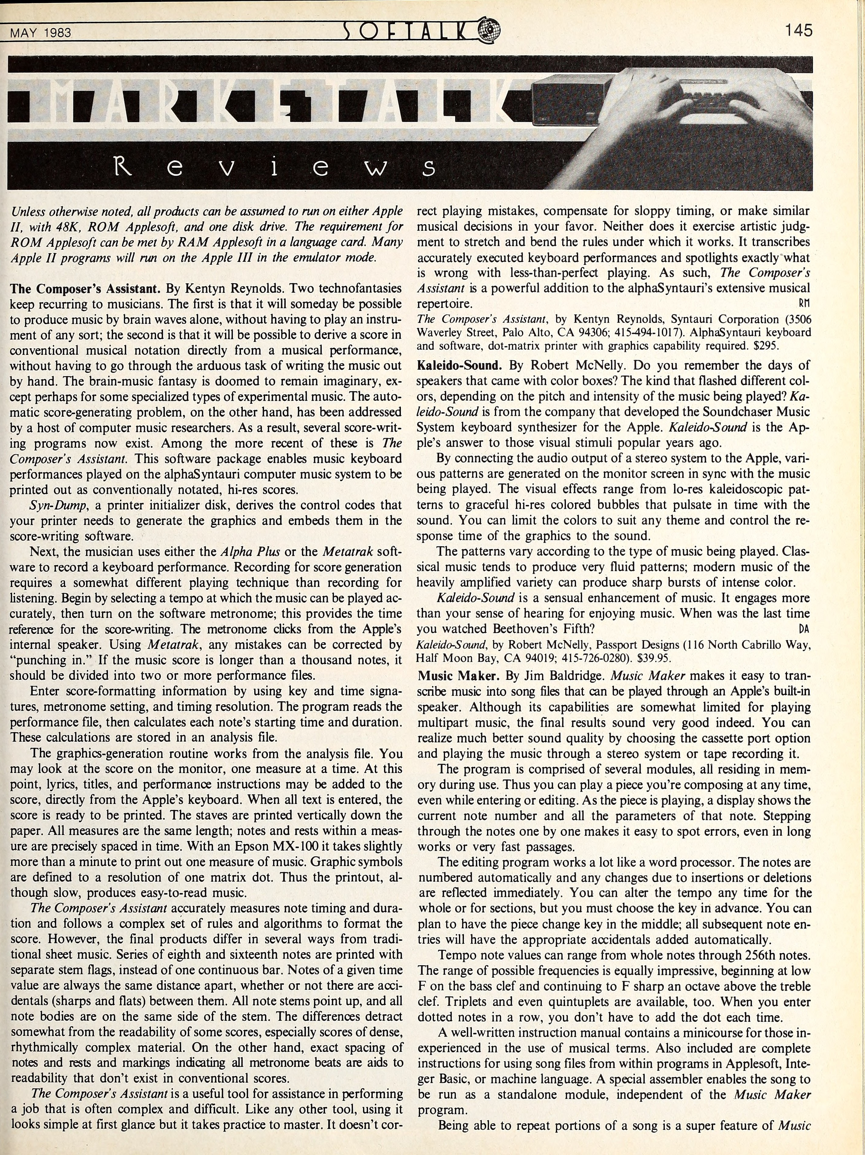 MAY 1983
SOFTALK
145
MARKETALK
Reviews
Unless otherwise noted, all products can be assumed to run on either Apple
II, with 48K, ROM Applesoft, and one disk drive. The requirement for
ROM Applesoft can be met by RAM Applesoft in a language card. Many
Apple II programs will run on the Apple III in the emulator mode.
The Composer's Assistant. By Kentyn Reynolds. Two technofantasies
keep recurring to musicians. The first is that it will someday be possible
to produce music by brain waves alone, without having to play an instru-
ment of any sort; the second is that it will be possible to derive a score in
conventional musical notation directly from a musical performance,
without having to go through the arduous task of writing the music out
by hand. The brain-music fantasy is doomed to remain imaginary, ex-
cept perhaps for some specialized types of experimental music. The auto-
matic score-generating problem, on the other hand, has been addressed
by a host of computer music researchers. As a result, several score-writ-
ing programs now exist. Among the more recent of these is The
Composer's Assistant. This software package enables music keyboard
performances played on the alphaSyntauri computer music system to be
printed out as conventionally notated, hi-res scores.
Syn-Dump, a printer initializer disk, derives the control codes that
your printer needs to generate the graphics and embeds them in the
score-writing software.
Next, the musician uses either the Alpha Plus or the Metatrak soft-
ware to record a keyboard performance. Recording for score generation
requires a somewhat different playing technique than recording for
listening. Begin by selecting a tempo at which the music can be played ac-
curately, then turn on the software metronome; this provides the time
reference for the score-writing. The metronome clicks from the Apple's
internal speaker. Using Metatrak, any mistakes can be corrected by
“punching in.” If the music score is longer than a thousand notes, it
should be divided into two or more performance files.
Enter score-formatting information by using key and time signa-
tures, metronome setting, and timing resolution. The program reads the
performance file, then calculates each note's starting time and duration.
These calculations are stored in an analysis file.
The graphics-generation routine works from the analysis file. You
may look at the score on the monitor, one measure at a time. At this
point, lyrics, titles, and performance instructions may be added to the
score, directly from the Apple's keyboard. When all text is entered, the
score is ready to be printed. The staves are printed vertically down the
paper. All measures are the same length; notes and rests within a meas-
ure are precisely spaced in time. With an Epson MX-100 it takes slightly
more than a minute to print out one measure of music. Graphic symbols
are defined to a resolution of one matrix dot. Thus the printout, al-
though slow, produces easy-to-read music.
The Composer's Assistant accurately measures note timing and dura-
tion and follows a complex set of rules and algorithms to format the
score. However, the final products differ in several ways from tradi-
tional sheet music. Series of eighth and sixteenth notes are printed with
separate stem flags, instead of one continuous bar. Notes of a given time
value are always the same distance apart, whether or not there are acci-
dentals (sharps and flats) between them. All note stems point up, and all
note bodies are on the same side of the stem. The differences detract
somewhat from the readability of some scores, especially scores of dense,
rhythmically complex material. On the other hand, exact spacing of
notes and rests and markings indicating all metronome beats are aids to
readability that don't exist in conventional scores.
The Composer's Assistant is a useful tool for assistance in performing
a job that is often complex and difficult. Like any other tool, using it
looks simple at first glance but it takes practice to master. It doesn't cor-
rect playing mistakes, compensate for sloppy timing, or make similar
musical decisions in your favor. Neither does it exercise artistic judg-
ment to stretch and bend the rules under which it works. It transcribes
accurately executed keyboard performances and spotlights exactly what
is wrong with less-than-perfect playing. As such, The Composer's
Assistant is a powerful addition to the alphaSyntauri's extensive musical
repertoire. RM
The Composer's Assistant, by Kentyn Reynolds, Syntauri Corporation (3506
Waverley Street, Palo Alto, CA 94306; 415-494-1017). AlphaSyntauri keyboard
and software, dot-matrix printer with graphics capability required. $295.
Kaleido-Sound. By Robert McNelly. Do you remember the days of
speakers that came with color boxes? The kind that flashed different col-
ors, depending on the pitch and intensity of the music being played? Ka-
leido-Sound is from the company that developed the Soundchaser Music
System keyboard synthesizer for the Apple. Kaleido-Sound is the Ap-
ple's answer to those visual stimuli popular years ago.
By connecting the audio output of a stereo system to the Apple, vari-
ous patterns are generated on the monitor screen in sync with the music
being played. The visual effects range from lo-res kaleidoscopic pat-
terns to graceful hi-res colored bubbles that pulsate in time with the
sound. You can limit the colors to suit any theme and control the re-
sponse time of the graphics to the sound.
The patterns vary according to the type of music being played. Clas-
sical music tends to produce very fluid patterns; modern music of the
heavily amplified variety can produce sharp bursts of intense color.
Kaleido-Sound is a sensual enhancement of music. It engages more
than your sense of hearing for enjoying music. When was the last time
you watched Beethoven's Fifth? DA
Kaleido-Sound, by Robert McNelly, Passport Designs (116 North Cabrillo Way,
Half Moon Bay, CA 94019; 415-726-0280). $39.95.
Music Maker. By Jim Baldridge. Music Maker makes it easy to tran-
scribe music into song files that can be played through an Apple's built-in
speaker. Although its capabilities are somewhat limited for playing
multipart music, the final results sound very good indeed. You can
realize much better sound quality by choosing the cassette port option
and playing the music through a stereo system or tape recording it.
The program is comprised of several modules, all residing in mem-
ory during use. Thus you can play a piece you're composing at any time,
even while entering or editing. As the piece is playing, a display shows the
current note number and all the parameters of that note. Stepping
through the notes one by one makes it easy to spot errors, even in long
works or very fast passages.
The editing program works a lot like a word processor. The notes are
numbered automatically and any changes due to insertions or deletions
are reflected immediately. You can alter the tempo any time for the
whole or for sections, but you must choose the key in advance. You can
plan to have the piece change key in the middle; all subsequent note en-
tries will have the appropriate accidentals added automatically.
Tempo note values can range from whole notes through 256th notes.
The range of possible frequencies is equally impressive, beginning at low
F on the bass clef and continuing to F sharp an octave above the treble
clef. Triplets and even quintuplets are available, too. When you enter
dotted notes in a row, you don't have to add the dot each time.
A well-written instruction manual contains a minicourse for those in-
experienced in the use of musical terms. Also included are complete
instructions for using song files from within programs in Applesoft, Inte-
ger Basic, or machine language. A special assembler enables the song to
be run as a standalone module, independent of the Music Maker
program.
Being able to repeat portions of a song is a super feature of Music